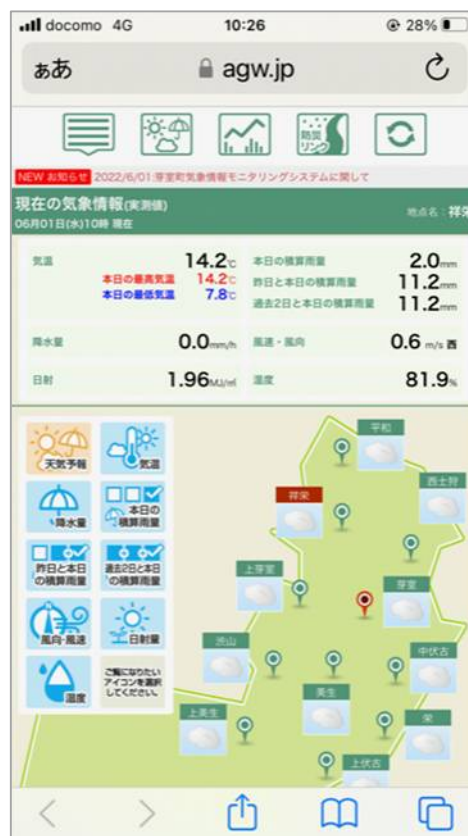 docomo 4G 10:26 28%
ぁあ agw.jp
防災
リンク
NEW お知らせ 2022/6/01:芽室町気象情報モニタリングシステムに関して
現在の気象情報(実測値)
06月01日(水)10時 現在
地点名：祥栄
気温 14.2℃
本日の最高気温 14.2℃
本日の最低気温 7.8℃
本日の積算雨量 2.0mm
昨日と本日の積算雨量 11.2mm
過去2日と本日の積算雨量 11.2mm
降水量 0.0mm/h
風速・風向 0.6 m/s 西
日射 1.96MJ/㎡
湿度 81.9%
天気予報
気温
降水量
本日の
積算雨量
昨日と本日
の積算雨量
過去2日と本日
の積算雨量
風向・風速
日射量
湿度
ご覧になりたい
アイコンを選択
してください。
平和
西士狩
祥栄
上芽室
芽室
渋山
中伏古
美生
上美生
栄
上伏古